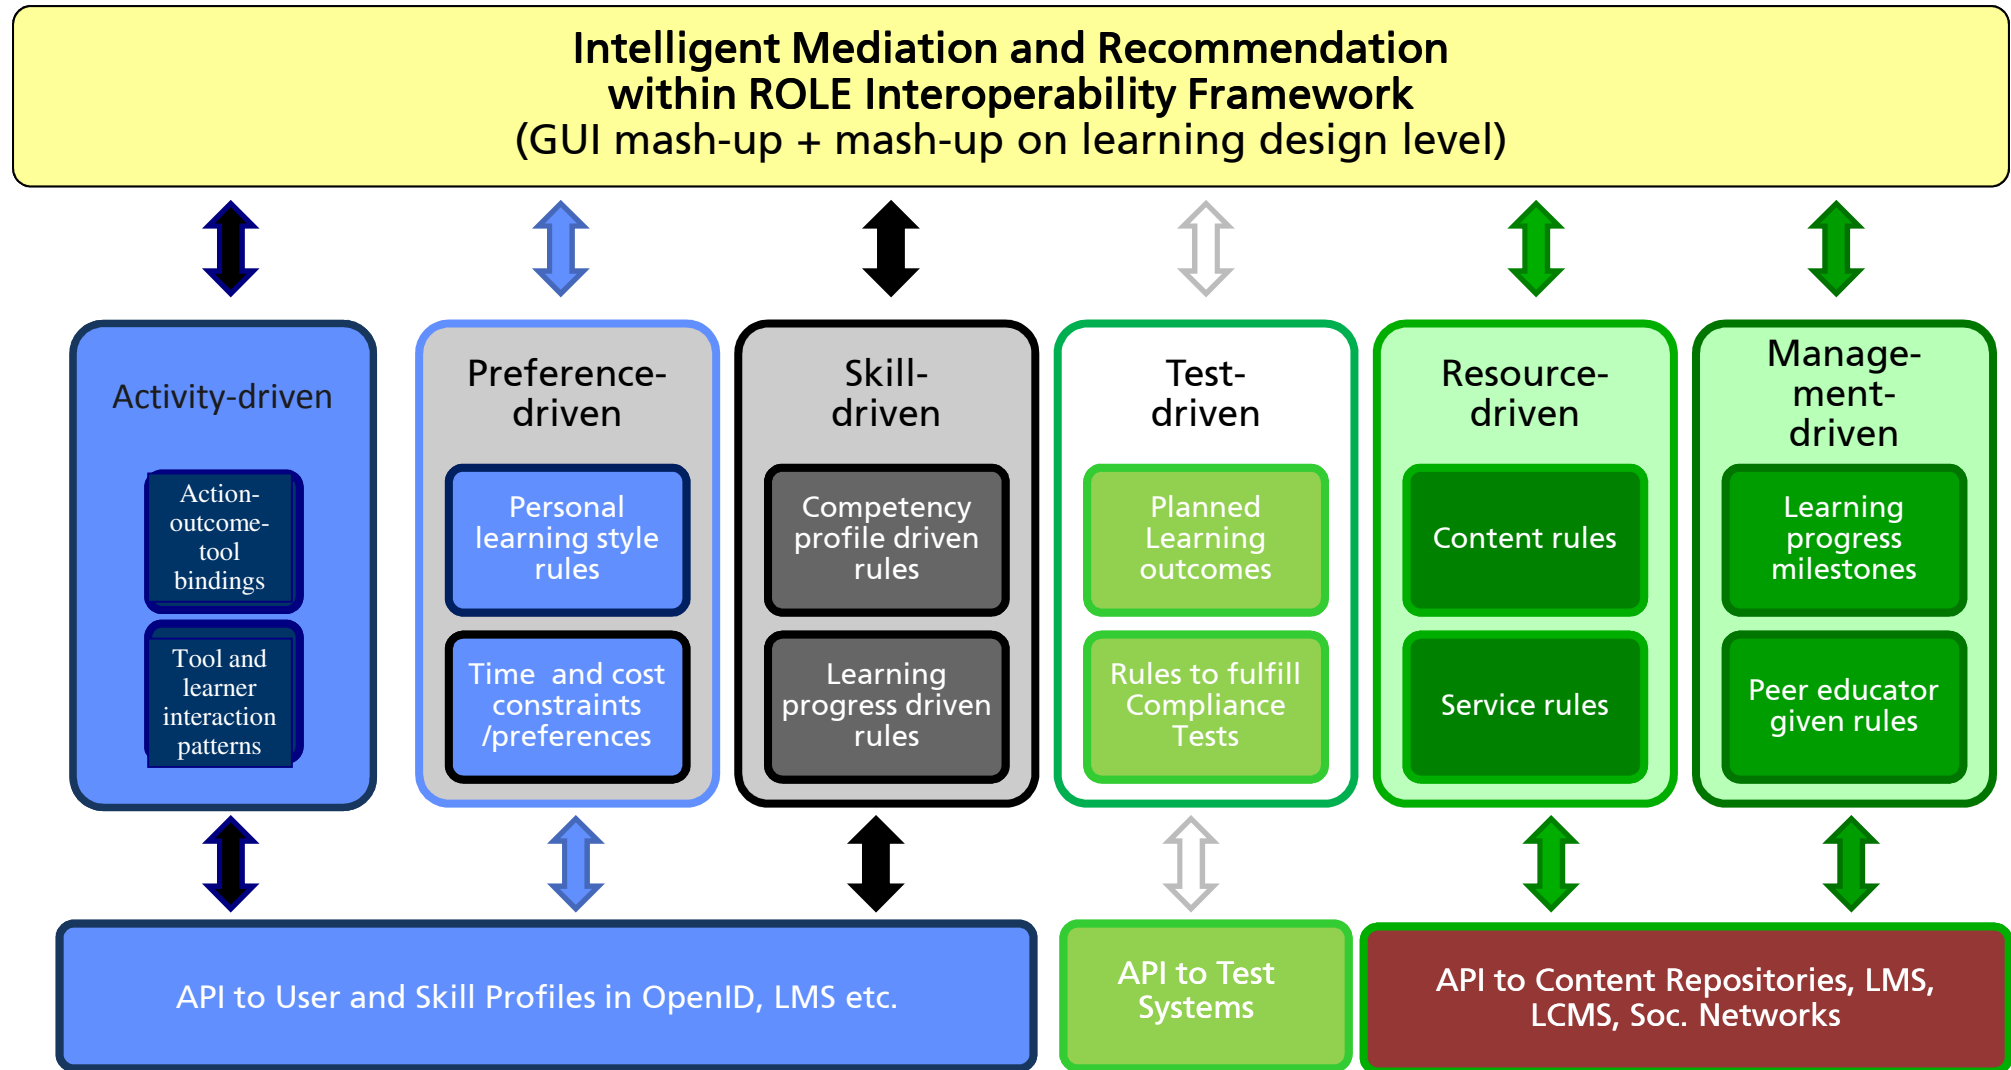 Intelligent Mediation and Recommendation
within ROLE Interoperability Framework
(GUI mash-up + mash-up on learning design level)
Activity-driven
Action-
outcome-
tool
bindings
Tool and
learner
interaction
patterns
Preference-
driven
Personal
learning style
rules
Time  and cost
constraints
/preferences
Skill-
driven
Competency
profile driven
rules
Learning
progress driven
rules
Test-
driven
Planned
Learning
outcomes
Rules to fulfill
Compliance
Tests
Resource-
driven
Content rules
Service rules
Manage-
ment-
driven
Learning
progress
milestones
Peer educator
given rules
API to User and Skill Profiles in OpenID, LMS etc.
API to Test
Systems
API to Content Repositories, LMS,
LCMS, Soc. Networks